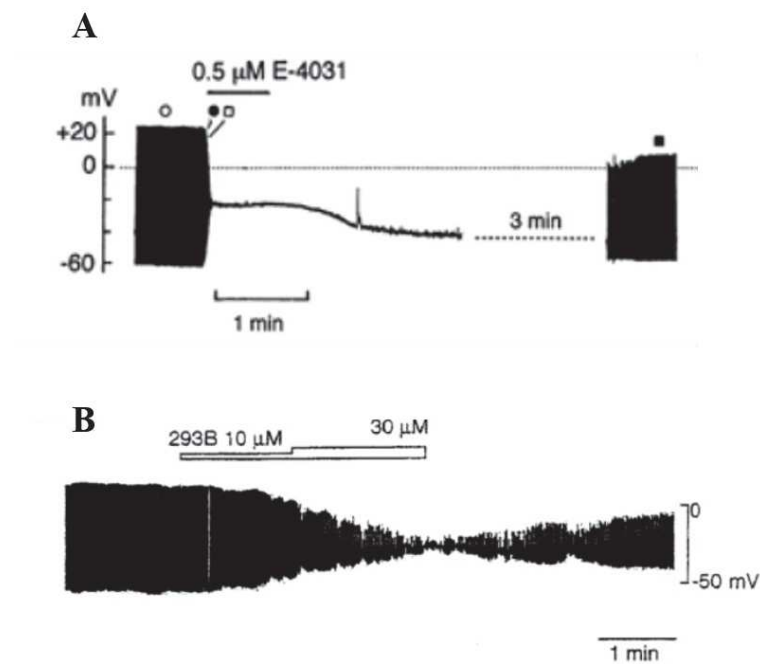 A
0.5 μM E-4031
mV
+20
0
-60
3 min
1 min
B
293B 10 μM
30 μM
0
-50 mV
1 min